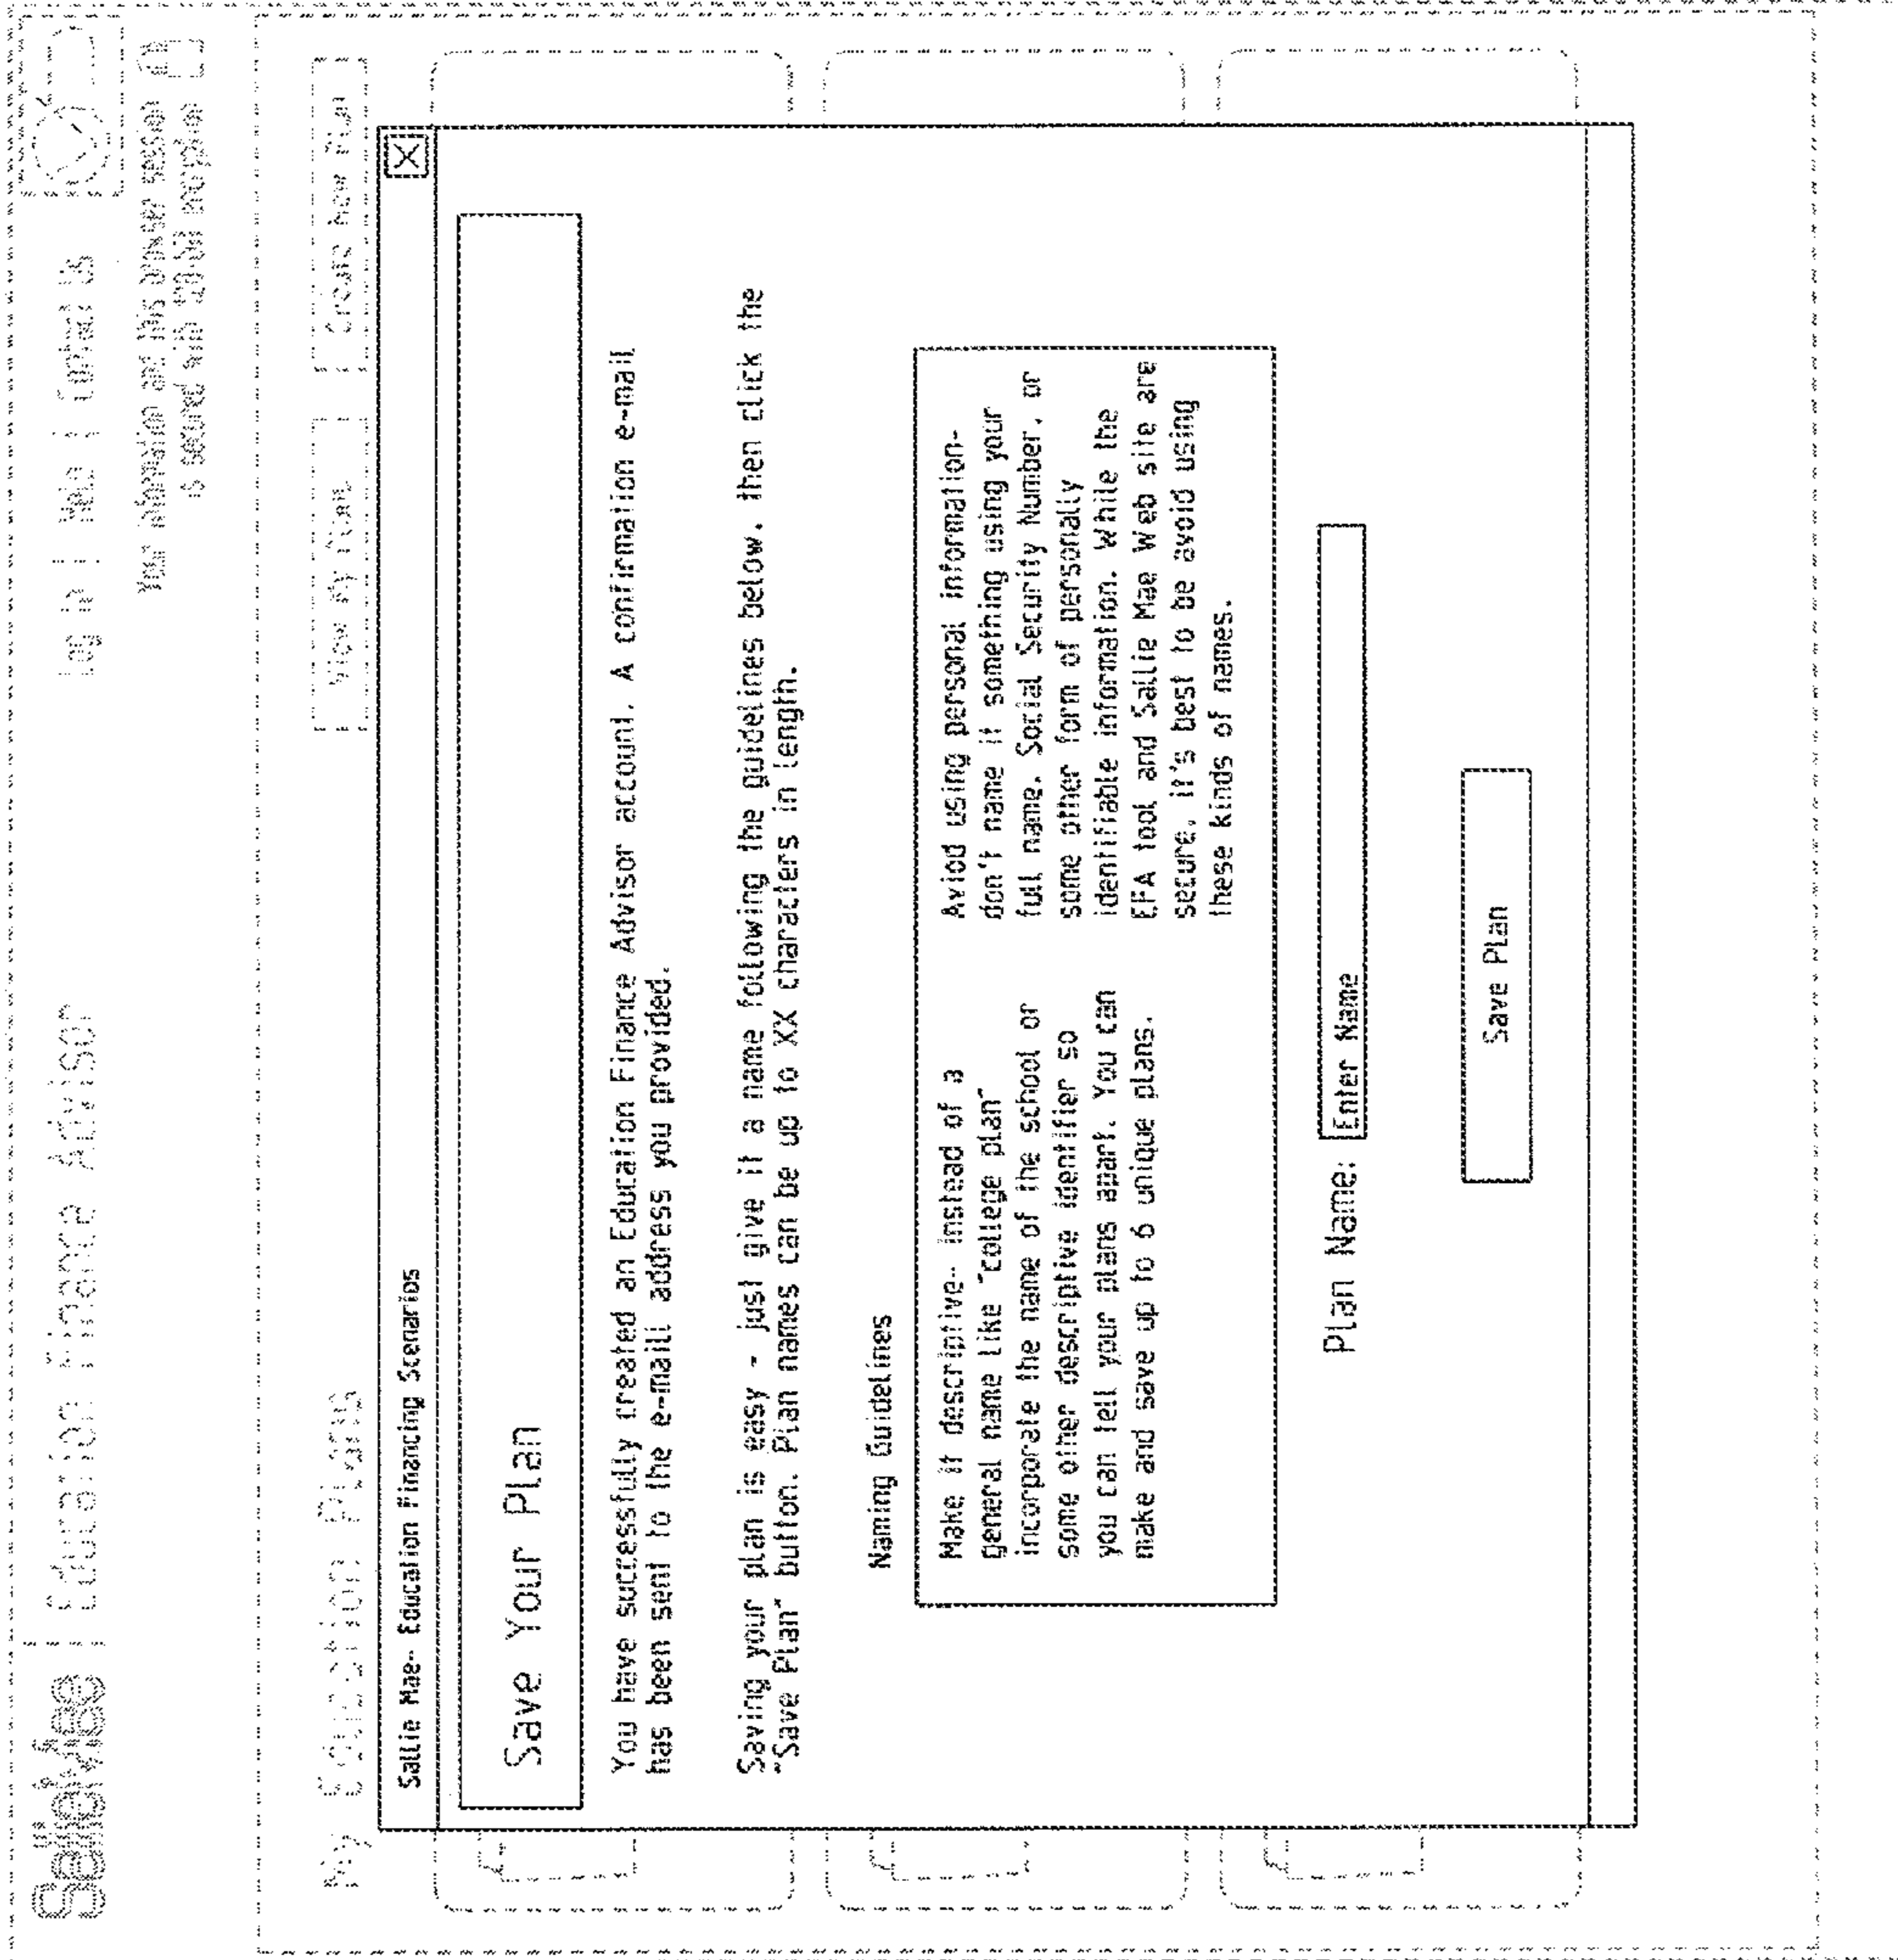 SallieMae
Education Finance Advisor
Log In | Help | Contact Us
Your information and this browser session
is secured with 128-bit encryption
My Education Plans
View My Plans
Create New Plan
Sallie Mae- Education Financing Scenarios
X
Save Your Plan
You have successfully created an Education Finance Advisor account. A confirmation e-mail
has been sent to the e-maill address you provided.
Saving your plan is easy - just give it a name following the guidelines below, then click the
"Save Plan" button. Plan names can be up to XX characters in length.
Naming Guidelines
Make it descriptive- instead of a
general name like "college plan"
incorporate the name of the school or
some other descriptive identifier so
you can tell your plans apart. You can
make and save up to 6 unique plans.
Aviod using personal information-
don't name it something using your
full name, Social Security Number, or
some other form of personally
identifiable information. While the
EFA tool and Sallie Mae Web site are
secure, it's best to be avoid using
these kinds of names.
Plan Name: Enter Name
Save Plan